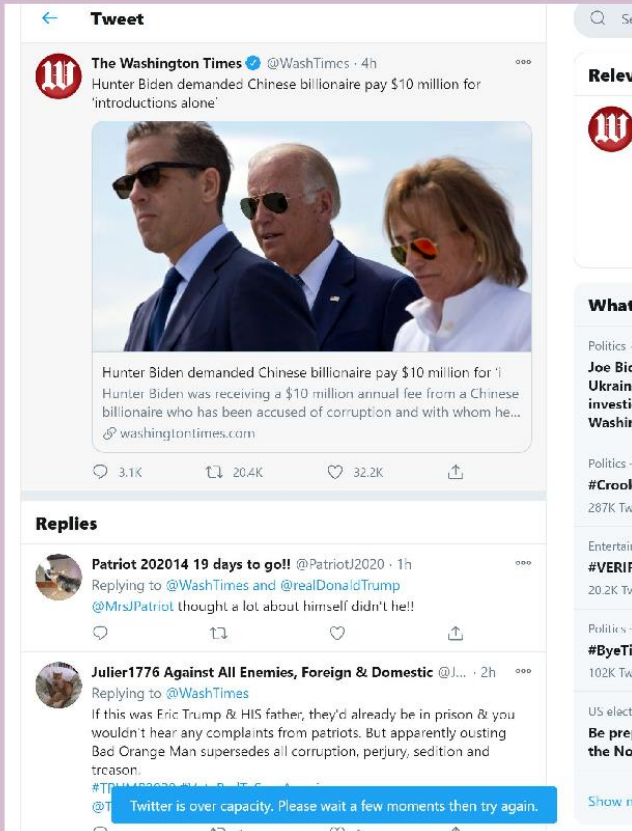 Tweet
The Washington Times @WashTimes · 4h
Hunter Biden demanded Chinese billionaire pay $10 million for
'introductions alone'
Hunter Biden demanded Chinese billionaire pay $10 million for 'i
Hunter Biden was receiving a $10 million annual fee from a Chinese
billionaire who has been accused of corruption and with whom he...
washingtontimes.com
3.1K 20.4K 32.2K
Replies
Patriot 202014 19 days to go!! @PatriotJ2020 · 1h
Replying to @WashTimes and @realDonaldTrump
@MrsJPatriot thought a lot about himself didn't he!!
Julier1776 Against All Enemies, Foreign & Domestic @J... · 2h
Replying to @WashTimes
If this was Eric Trump & HIS father, they'd already be in prison & you
wouldn't hear any complaints from patriots. But apparently ousting
Bad Orange Man supersedes all corruption, perjury, sedition and
treason.
Twitter is over capacity. Please wait a few moments then try again.
Relev
What
Politics ·
Joe Bid
Ukrain
investi
Washin
Politics ·
#Crook
287K Tw
Entertain
#VERIF
20.2K Tw
Politics ·
#ByeTi
102K Tw
US elect
Be prep
the No
Show m